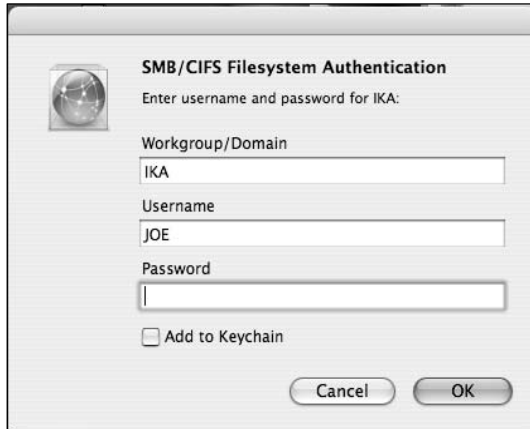 SMB/CIFS Filesystem Authentication
Enter username and password for IKA:
Workgroup/Domain
IKA
Username
JOE
Password
Add to Keychain
Cancel
OK